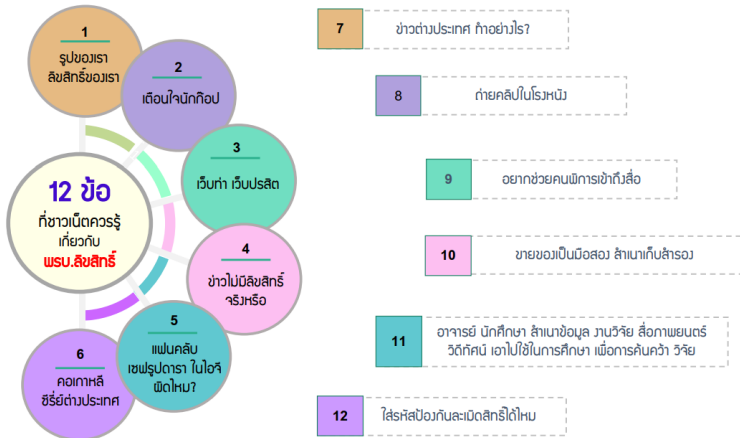 1
รูปของเรา
ลิขสิทธิ์ของเรา
2
เตือนใจนักก๊อป
3
เว็บท่า เว็บปรสิต
4
ข่าวไม่มีลิขสิทธิ์
จริงหรือ
5
แฟนคลับ
เซฟรูปดารา ในไอจี
ผิดไหม?
6
คอเกาหลี
ซีรี่ย์ต่างประเทศ
12 ข้อ
ที่ชาวเน็ตควรรู้
เกี่ยวกับ
พรบ.ลิขสิทธิ์
7
ข่าวต่างประเทศ ทำอย่างไร?
8
ถ่ายคลิปในโรงหนัง
9
อยากช่วยคนพิการเข้าถึงสื่อ
10
ขายของเป็นมือสอง สำเนาเก็บสำรอง
11
อาจารย์ นักศึกษา สำเนาข้อมูล งานวิจัย สื่อภาพยนตร์
วิดีทัศน์ เอาไปใช้ในการศึกษา เพื่อการค้นคว้า วิจัย
12
ใส่รหัสป้องกันละเมิดสิทธิ์ได้ไหม